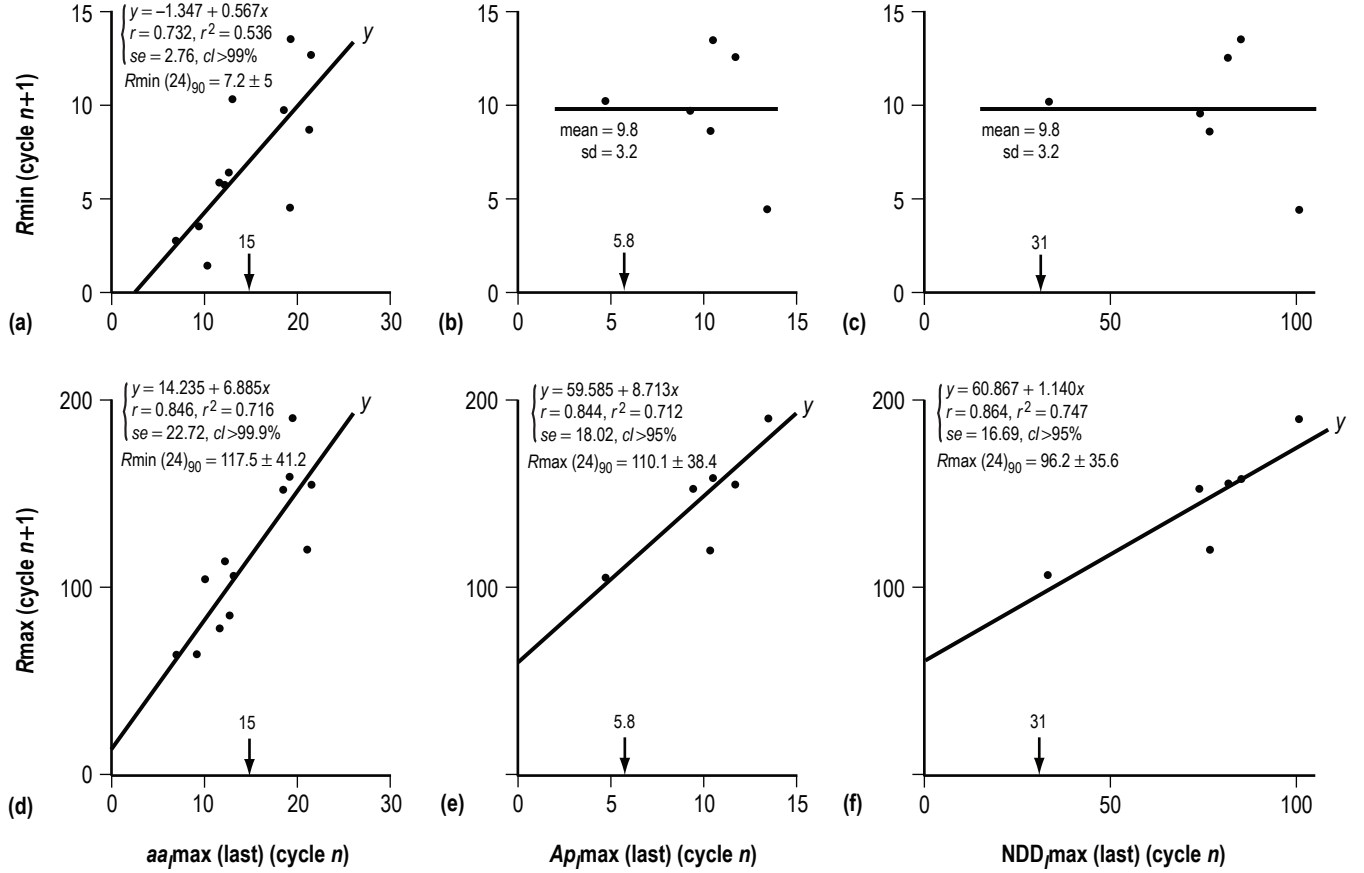 Rmin (cycle n+1)
15
10
5
0
y = –1.347 + 0.567x
r = 0.732, r² = 0.536
se = 2.76, cl >99%
Rmin (24)₉₀ = 7.2 ± 5
y
15
(a)
0
10
20
30
15
10
5
0
mean = 9.8
sd = 3.2
5.8
(b)
0
5
10
15
15
10
5
0
mean = 9.8
sd = 3.2
31
(c)
0
50
100
Rmax (cycle n+1)
200
100
0
y = 14.235 + 6.885x
r = 0.846, r² = 0.716
se = 22.72, cl >99.9%
Rmin (24)₉₀ = 117.5 ± 41.2
y
15
(d)
0
10
20
30
aaₗmax (last) (cycle n)
200
100
0
y = 59.585 + 8.713x
r = 0.844, r² = 0.712
se = 18.02, cl >95%
Rmax (24)₉₀ = 110.1 ± 38.4
y
5.8
(e)
0
5
10
15
Apₗmax (last) (cycle n)
200
100
0
y = 60.867 + 1.140x
r = 0.864, r² = 0.747
se = 16.69, cl >95%
Rmax (24)₉₀ = 96.2 ± 35.6
y
31
(f)
0
50
100
NDDₗmax (last) (cycle n)